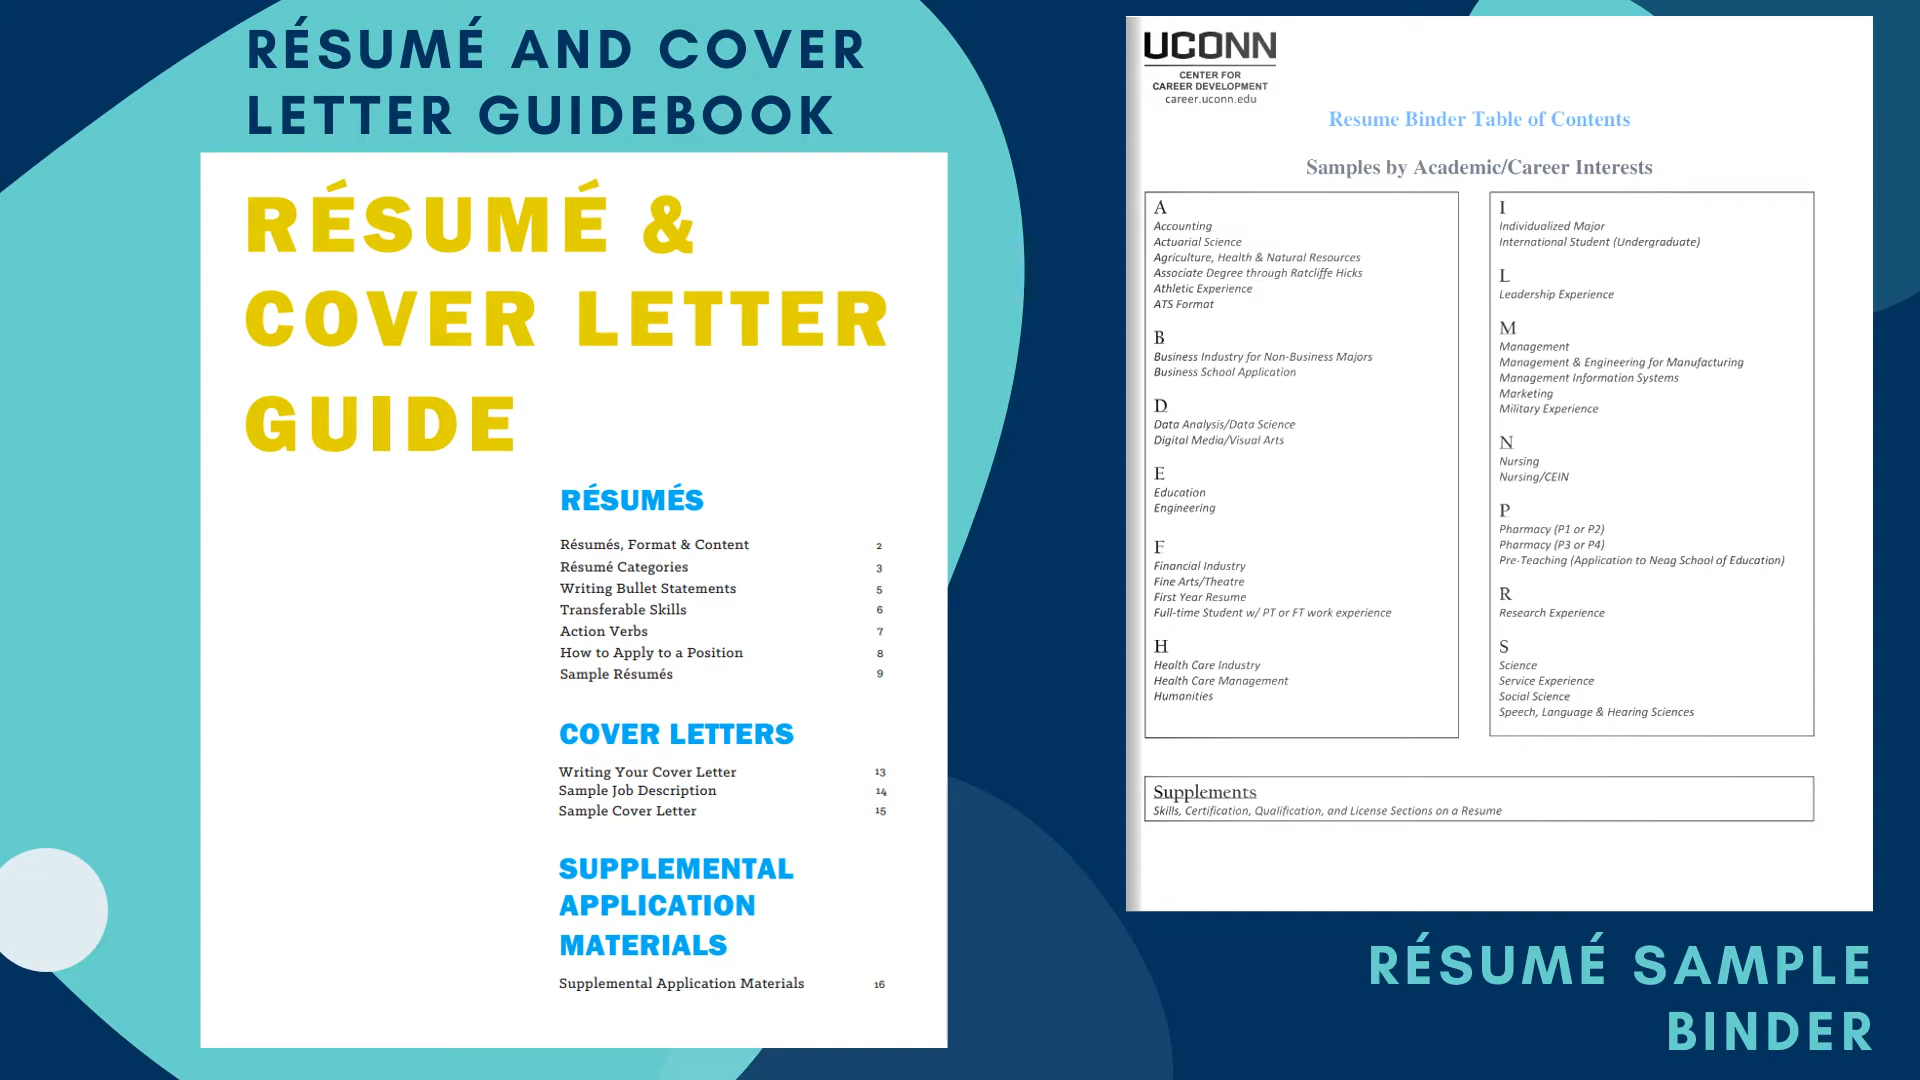 RÉSUMÉ AND COVER
LETTER GUIDEBOOK
RÉSUMÉ &
COVER LETTER
GUIDE
RÉSUMÉS
Résumés, Format & Content 2
Résumé Categories 3
Writing Bullet Statements 5
Transferable Skills 6
Action Verbs 7
How to Apply to a Position 8
Sample Résumés 9
COVER LETTERS
Writing Your Cover Letter 13
Sample Job Description 14
Sample Cover Letter 15
SUPPLEMENTAL
APPLICATION
MATERIALS
Supplemental Application Materials 16
UCONN
CENTER FOR
CAREER DEVELOPMENT
career.uconn.edu
Resume Binder Table of Contents
Samples by Academic/Career Interests
A
Accounting
Actuarial Science
Agriculture, Health & Natural Resources
Associate Degree through Ratcliffe Hicks
Athletic Experience
ATS Format
B
Business Industry for Non-Business Majors
Business School Application
D
Data Analysis/Data Science
Digital Media/Visual Arts
E
Education
Engineering
F
Financial Industry
Fine Arts/Theatre
First Year Resume
Full-time Student w/ PT or FT work experience
H
Health Care Industry
Health Care Management
Humanities
I
Individualized Major
International Student (Undergraduate)
L
Leadership Experience
M
Management
Management & Engineering for Manufacturing
Management Information Systems
Marketing
Military Experience
N
Nursing
Nursing/CEIN
P
Pharmacy (P1 or P2)
Pharmacy (P3 or P4)
Pre-Teaching (Application to Neag School of Education)
R
Research Experience
S
Science
Service Experience
Social Science
Speech, Language & Hearing Sciences
Supplements
Skills, Certification, Qualification, and License Sections on a Resume
RÉSUMÉ SAMPLE
BINDER